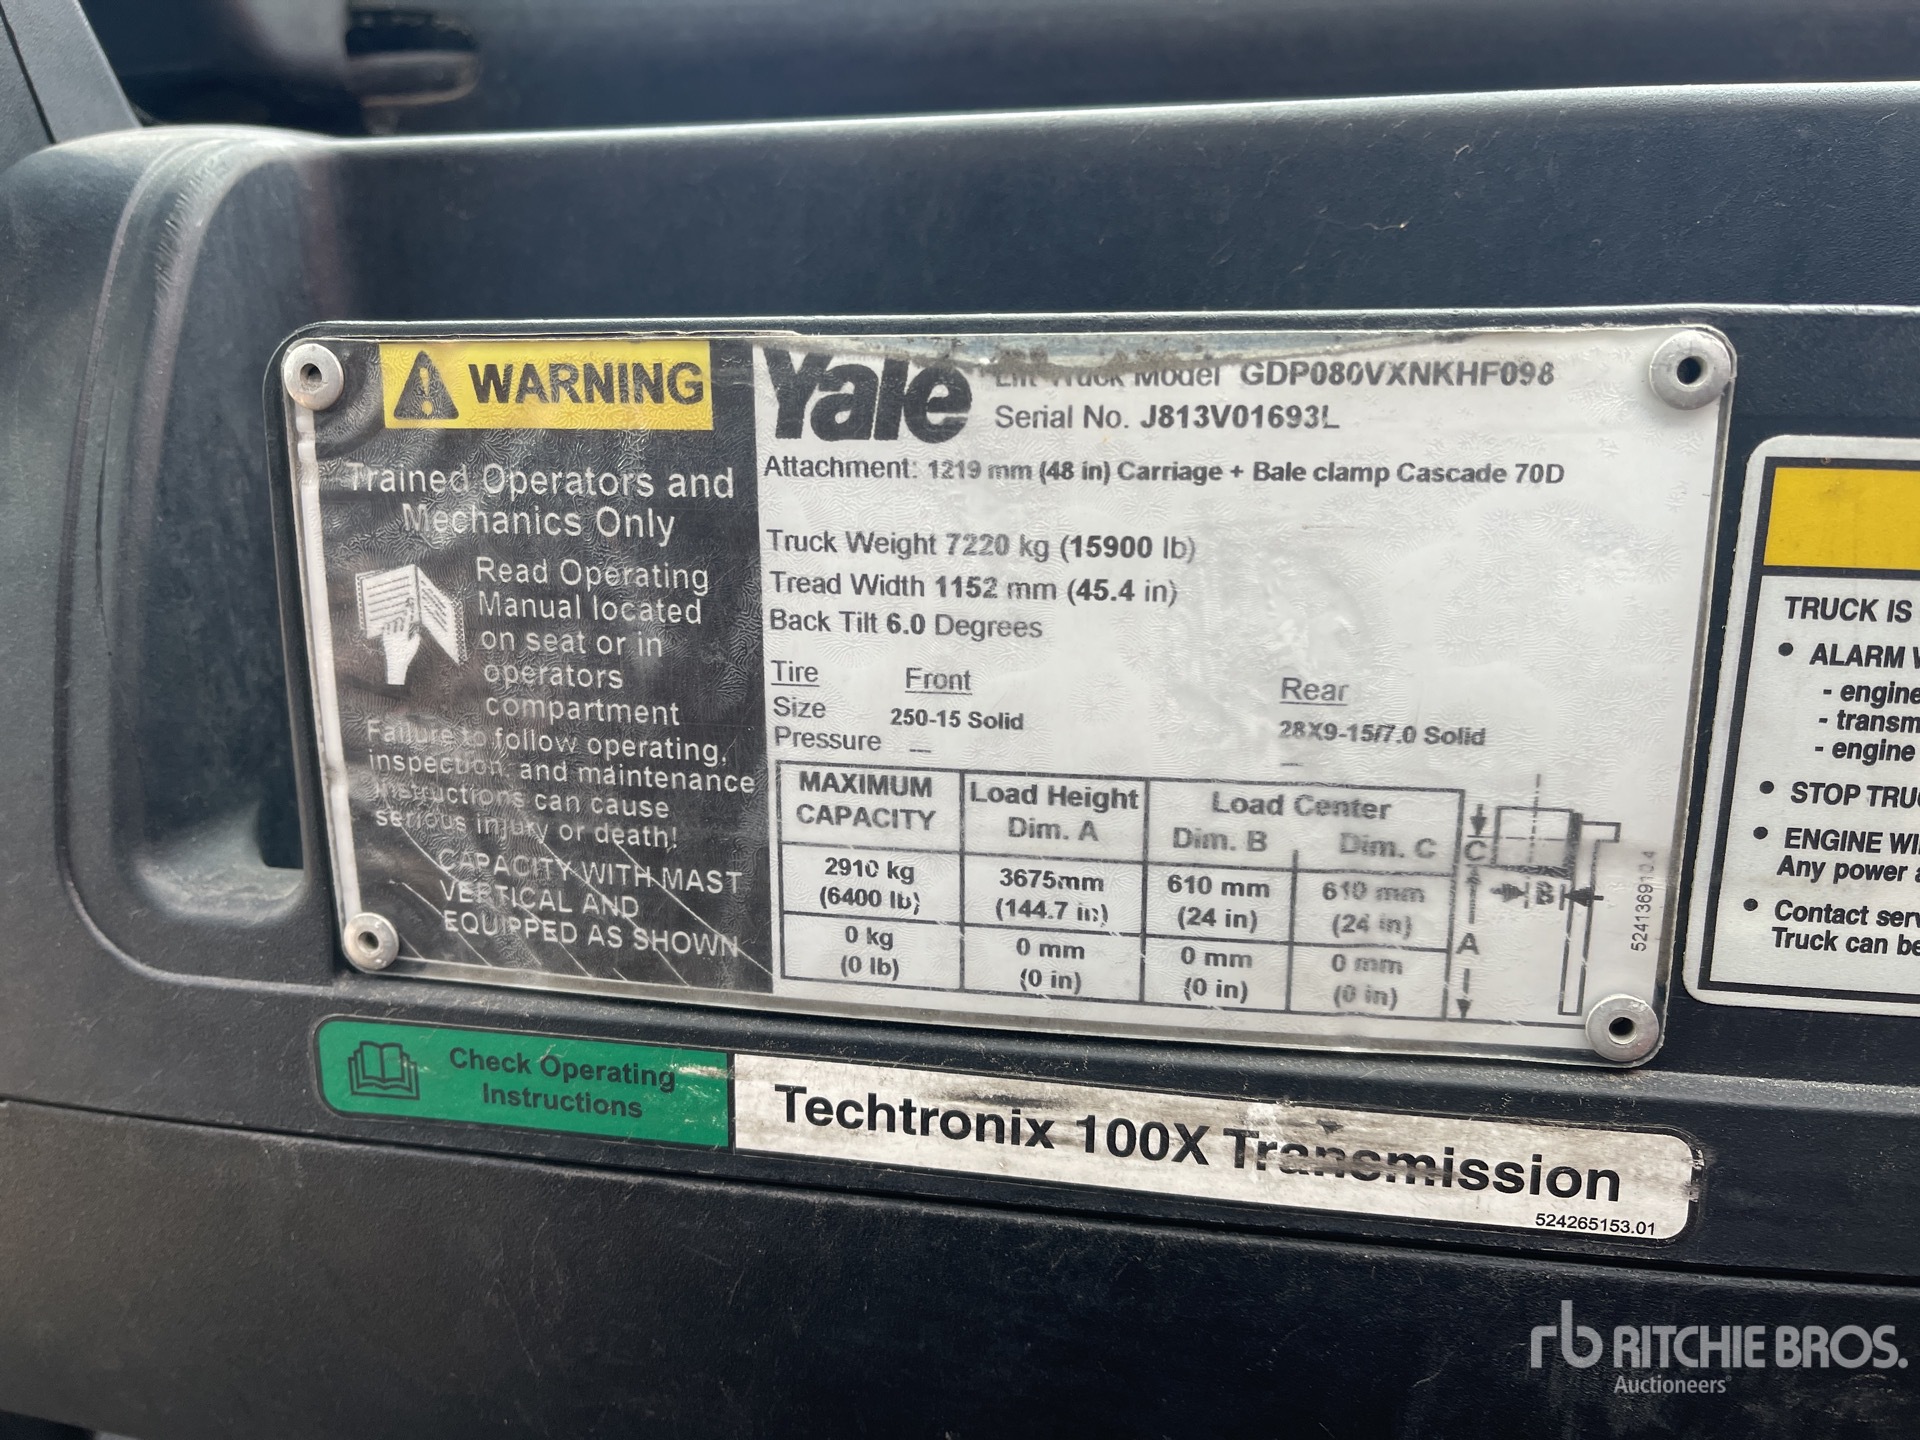 WARNING
Trained Operators and
Mechanics Only
Read Operating
Manual located
on seat or in
operators
compartment
Failure to follow operating,
inspection, and maintenance
instructions can cause
serious injury or death!
CAPACITY WITH MAST
VERTICAL AND
EQUIPPED AS SHOWN
Yale
Lift Truck Model GDP080VXNKHF098
Serial No. J813V01693L
Attachment: 1219 mm (48 in) Carriage + Bale clamp Cascade 70D
Truck Weight 7220 kg (15900 lb)
Tread Width 1152 mm (45.4 in)
Back Tilt 6.0 Degrees
Tire Front Rear
Size 250-15 Solid 28X9-15/7.0 Solid
Pressure __ __
MAXIMUM Load Height Load Center
CAPACITY Dim. A Dim. B Dim. C
2910 kg 3675mm 610 mm 610 mm
(6400 lb) (144.7 in) (24 in) (24 in)
0 kg 0 mm 0 mm 0 mm
(0 lb) (0 in) (0 in) (0 in)
C
B
A
524136910.4
Check Operating
Instructions
Techtronix 100X Transmission
524265153.01
TRUCK IS
• ALARM
- engine
-
- engine
• STOP
• ENGINE
Any power
• Contact
Truck can be
rb RITCHIE BROS.
Auctioneers